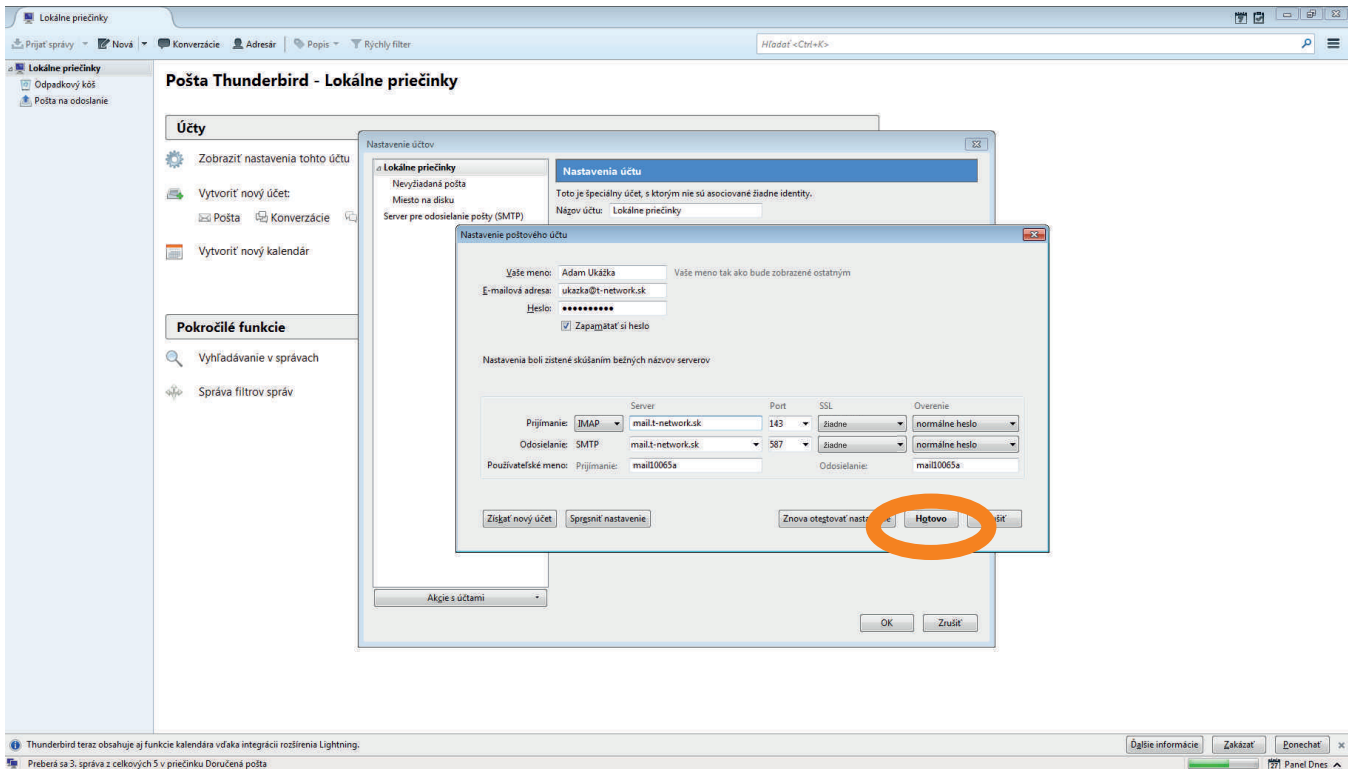 Lokálne priečinky
Prijať správy Nová Konverzácie Adresár Popis Rýchly filter Hľadať <Ctrl+K>
Lokálne priečinky
Odpadkový kôš
Pošta na odoslanie
Pošta Thunderbird - Lokálne priečinky
Účty
Zobraziť nastavenia tohto účtu
Vytvoriť nový účet:
Pošta Konverzácie
Vytvoriť nový kalendár
Pokročilé funkcie
Vyhľadávanie v správach
Správa filtrov správ
Nastavenie účtov
Lokálne priečinky
Nevyžiadaná pošta
Miesto na disku
Server pre odosielanie pošty (SMTP)
Nastavenia účtu
Toto je špeciálny účet, s ktorým nie sú asociované žiadne identity.
Názov účtu: Lokálne priečinky
Nastavenie poštového účtu
Vaše meno: Adam Ukážka Vaše meno tak ako bude zobrazené ostatným
E-mailová adresa: ukazka@t-network.sk
Heslo: ••••••••••
Zapamätať si heslo
Nastavenia boli zistené skúšaním bežných názvov serverov
Server Port SSL Overenie
Prijímanie: IMAP mail.t-network.sk 143 žiadne normálne heslo
Odosielanie: SMTP mail.t-network.sk 587 žiadne normálne heslo
Používateľské meno: Prijímanie: mail10065a Odosielanie: mail10065a
Získať nový účet Spresniť nastavenie Znova otestovať Hotovo
Akcie s účtami
OK Zrušiť
Thunderbird teraz obsahuje aj funkcie kalendára vďaka integrácii rozšírenia Lightning. Ďalšie informácie Zakázať Ponechať
Preberá sa 3. správa z celkových 5 v priečinku Doručená pošta 27 Panel Dnes